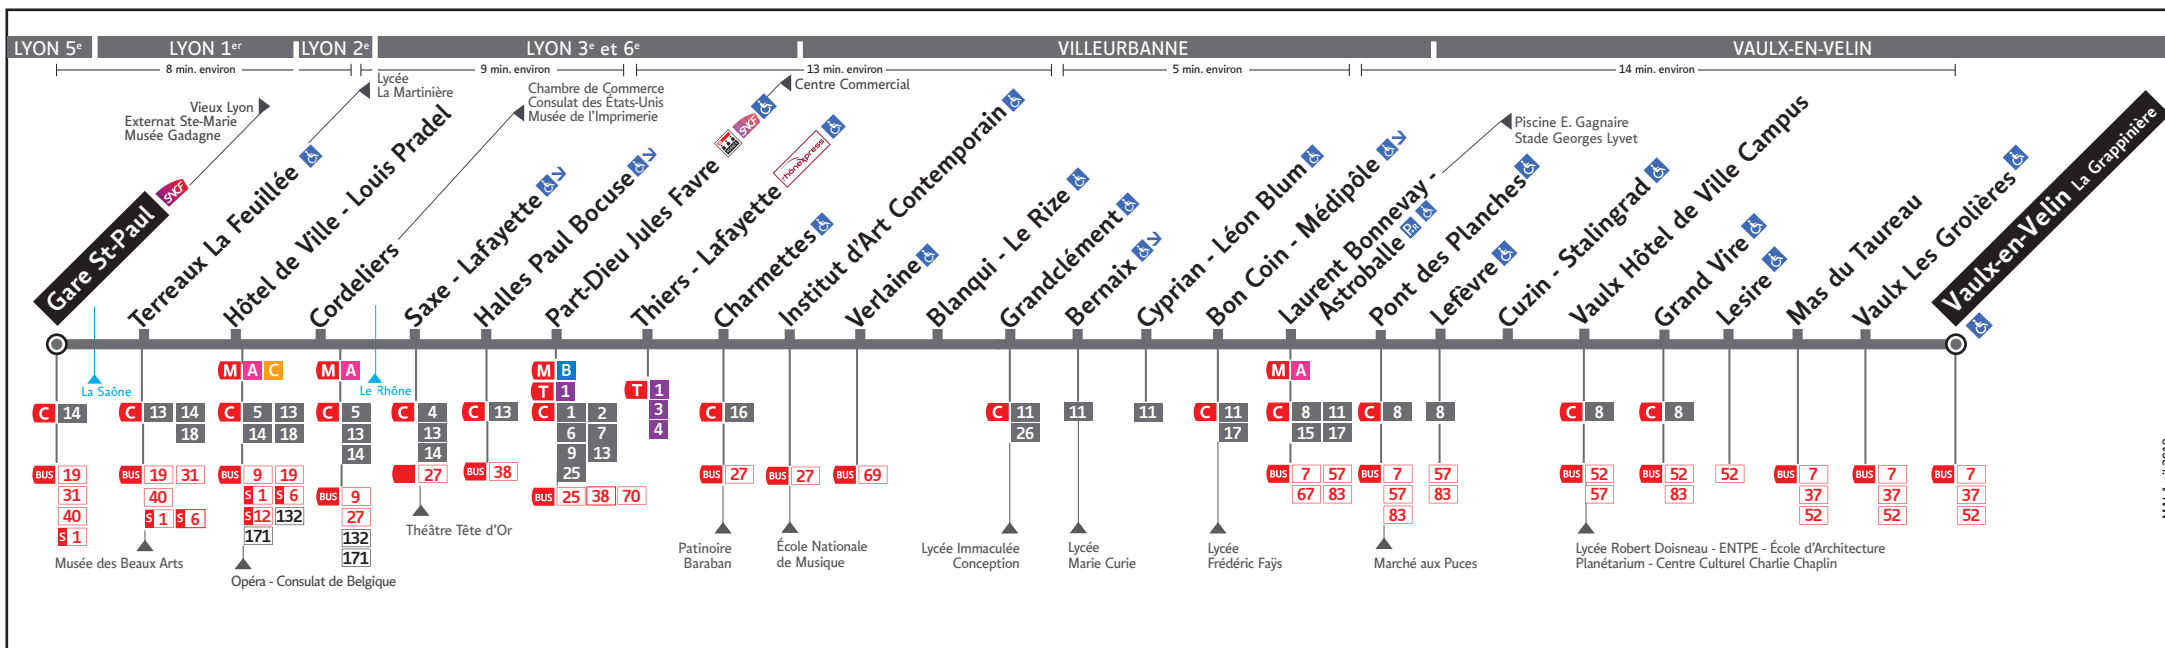 LYON 5e LYON 1er LYON 2e LYON 3e et 6e VILLEURBANNE VAULX-EN-VELIN
8 min. environ 9 min. environ 13 min. environ 5 min. environ 14 min. environ
Vieux Lyon
Externat Ste-Marie
Musée Gadagne
Lycée
La Martinière
Chambre de Commerce
Consulat des États-Unis
Musée de l'Imprimerie
Centre Commercial
Piscine E. Gagnaire
Stade Georges Lyvet
Gare St-Paul SNCF
Terreaux La Feuillée
Hôtel de Ville - Louis Pradel
Cordeliers
Saxe - Lafayette
Halles Paul Bocuse
Part-Dieu Jules Favre SNCF
Thiers - Lafayette rhônexpress
Charmettes
Institut d'Art Contemporain
Verlaine
Blanqui - Le Rize
Grandclément
Bernaix
Cyprian - Léon Blum
Bon Coin - Médipôle
Laurent Bonnevay -
Astroballe P+R
Pont des Planches
Lefèvre
Cuzin - Stalingrad
Vaulx Hôtel de Ville Campus
Grand Vire
Lesire
Mas du Taureau
Vaulx Les Grolières
Vaulx-en-Velin La Grappinière
La Saône
Le Rhône
C 14
BUS 19
31
40
S 1
C 13 14
18
BUS 19 31
40
S 1 S 6
Musée des Beaux Arts
M A C
C 5 13
14 18
BUS 9 19
S 1 S 6
S 12 132
171
Opéra - Consulat de Belgique
M A
C 5
13
14
BUS 9
27
132
171
C 4
13
14
27
Théâtre Tête d'Or
C 13
BUS 38
M B
T 1
C 1 2
6 7
9 13
25
BUS 25 38 70
T 1
3
4
C 16
BUS 27
Patinoire
Baraban
BUS 27
École Nationale
de Musique
BUS 69
C 11
26
Lycée Immaculée
Conception
11
Lycée
Marie Curie
11
C 11
17
Lycée
Frédéric Faÿs
M A
C 8 11
15 17
BUS 7 57
67 83
C 8
BUS 7
57
83
Marché aux Puces
8
57
83
C 8
BUS 52
57
Lycée Robert Doisneau - ENTPE - École d'Architecture
Planétarium - Centre Culturel Charlie Chaplin
C 8
BUS 52
83
52
BUS 7
37
52
BUS 7
37
52
BUS 7
37
52